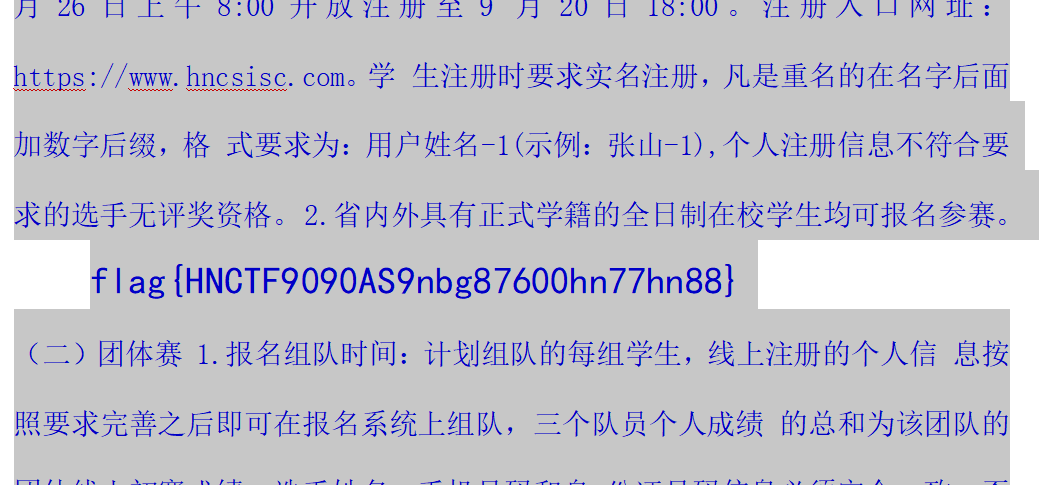 月 26 日上午 8:00 开放注册至 9 月 20 日 18:00。注册入口网址：
https://www.hncsisc.com。学 生注册时要求实名注册，凡是重名的在名字后面
加数字后缀，格 式要求为：用户姓名-1(示例：张山-1),个人注册信息不符合要
求的选手无评奖资格。2.省内外具有正式学籍的全日制在校学生均可报名参赛。
flag{HNCTF9090AS9nbg87600hn77hn88}
（二）团体赛 1.报名组队时间：计划组队的每组学生，线上注册的个人信 息按
照要求完善之后即可在报名系统上组队，三个队员个人成绩 的总和为该团队的